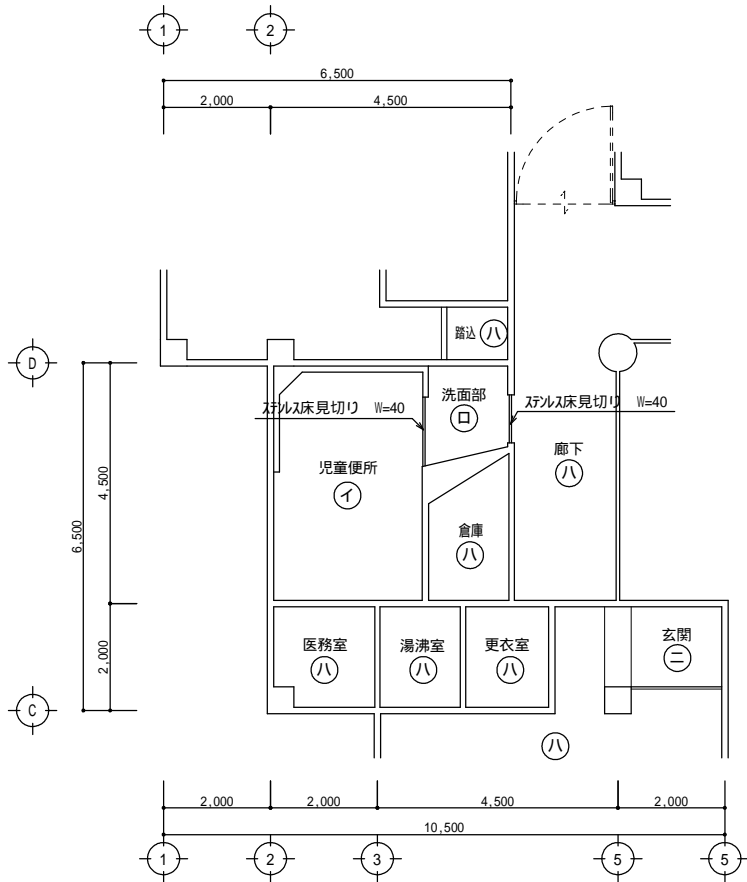 1 2
6,500
2,000 4,500
踏込 ハ
D
洗面部
ロ
ステンレス床見切り W=40
ステンレス床見切り W=40
廊下
ハ
児童便所
イ
4,500
6,500
倉庫
ハ
2,000
医務室
ハ
湯沸室
ハ
更衣室
ハ
玄関
ニ
C
ハ
2,000 2,000 4,500 2,000
10,500
1 2 3 5 5